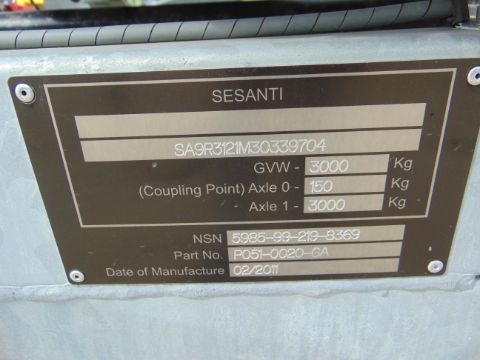 SESANTI
SA9R3121M30339704
GVW - 3000 Kg
(Coupling Point) Axle 0 - 150 Kg
Axle 1 - 3000 Kg
NSN 5985-99-219-8369
Part No. P051-0020-GA
Date of Manufacture 02/2011